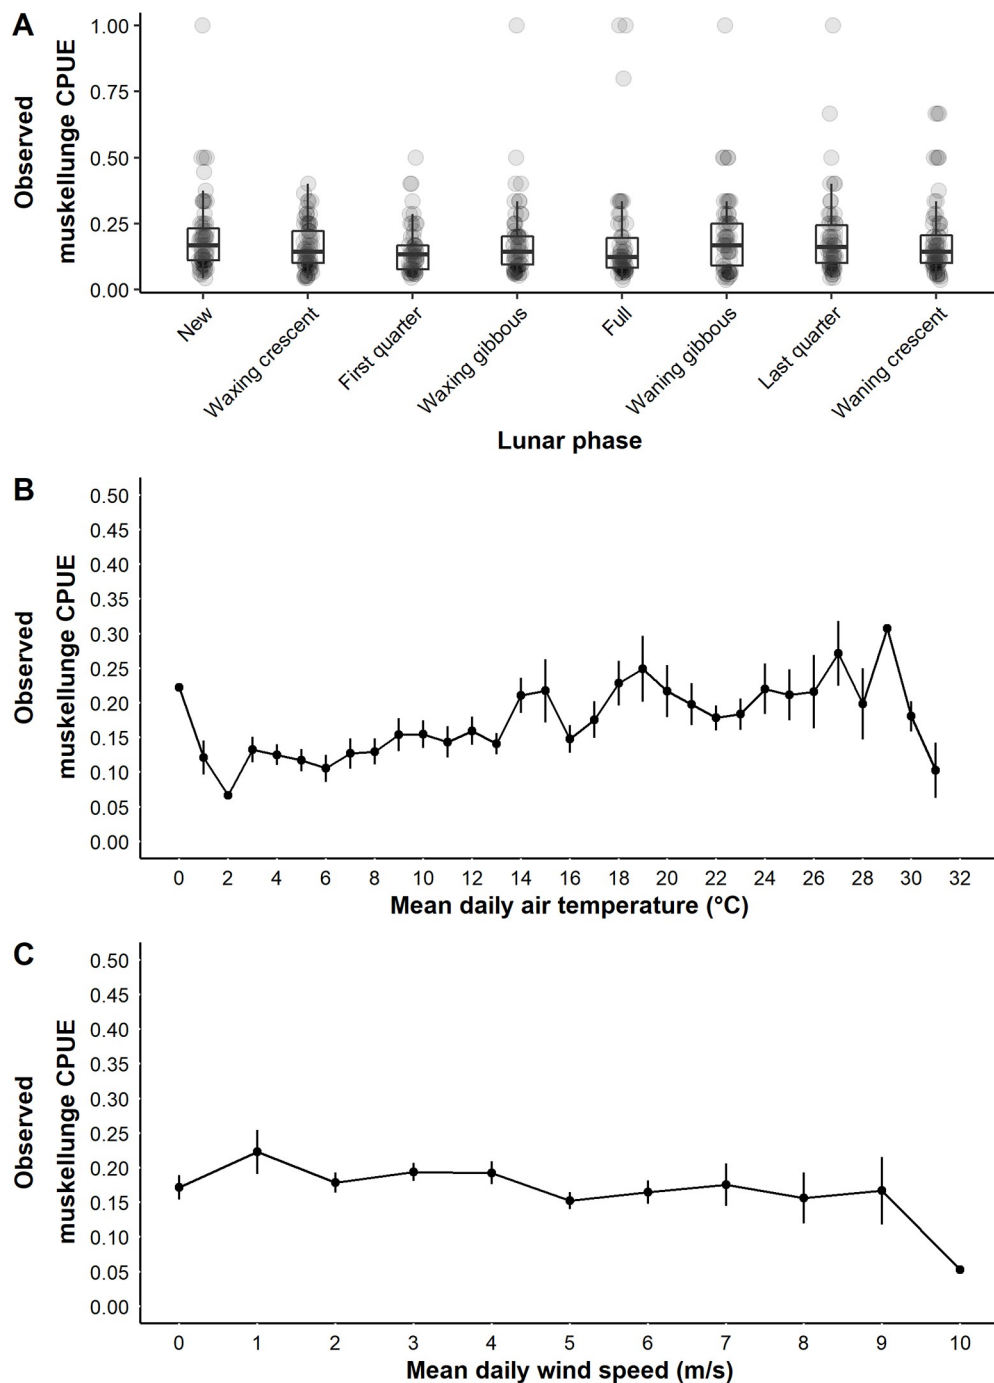 A
Observed
muskellunge CPUE
1.00
0.75
0.50
0.25
0.00
New
Waxing crescent
First quarter
Waxing gibbous
Full
Waning gibbous
Last quarter
Waning crescent
Lunar phase
B
Observed
muskellunge CPUE
0.50
0.45
0.40
0.35
0.30
0.25
0.20
0.15
0.10
0.05
0.00
0 2 4 6 8 10 12 14 16 18 20 22 24 26 28 30 32
Mean daily air temperature (°C)
C
Observed
muskellunge CPUE
0.50
0.45
0.40
0.35
0.30
0.25
0.20
0.15
0.10
0.05
0.00
0 1 2 3 4 5 6 7 8 9 10
Mean daily wind speed (m/s)